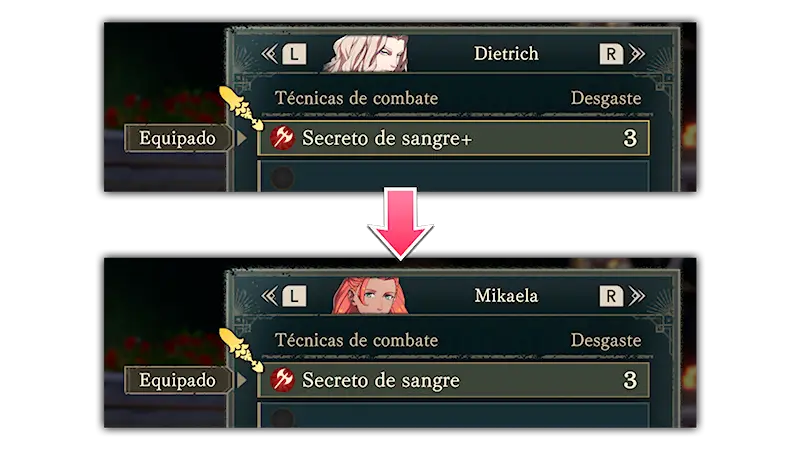 L Dietrich R
Técnicas de combate Desgaste
Equipado Secreto de sangre+ 3
L Mikaela R
Técnicas de combate Desgaste
Equipado Secreto de sangre 3